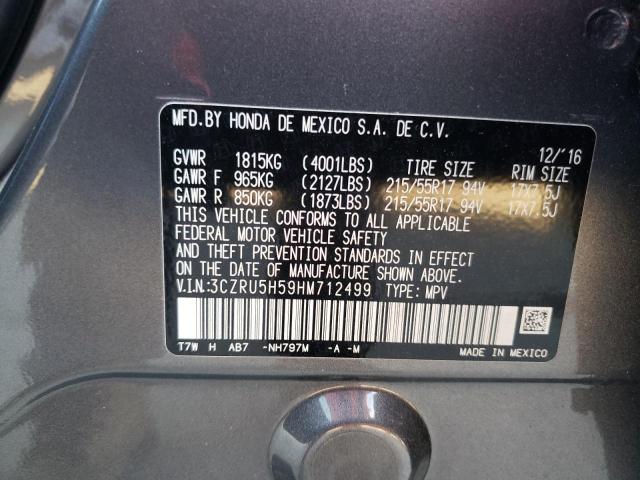 MFD.BY HONDA DE MEXICO S.A. DE C.V.
12/'16
GVWR 1815KG (4001LBS) TIRE SIZE RIM SIZE
GAWR F 965KG (2127LBS) 215/55R17 94V 17X7.5J
GAWR R 850KG (1873LBS) 215/55R17 94V 17X7.5J
THIS VEHICLE CONFORMS TO ALL APPLICABLE
FEDERAL MOTOR VEHICLE SAFETY
AND THEFT PREVENTION STANDARDS IN EFFECT
ON THE DATE OF MANUFACTURE SHOWN ABOVE.
V.I.N:3CZRU5H59HM712499 TYPE: MPV
T7W H AB7 -NH797M -A -M
MADE IN MEXICO